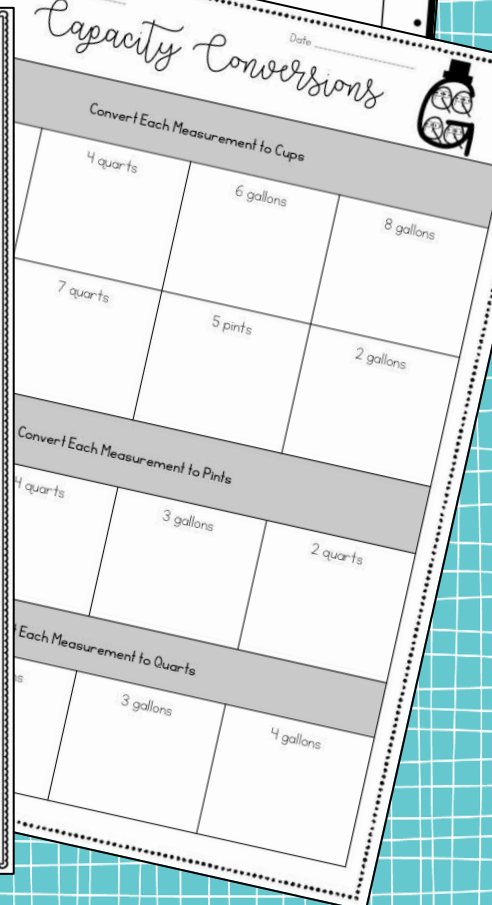 Date
Capacity Conversions
Convert Each Measurement to Cups
4 quarts
6 gallons
8 gallons
7 quarts
5 pints
2 gallons
Convert Each Measurement to Pints
4 quarts
3 gallons
2 quarts
Each Measurement to Quarts
3 gallons
4 gallons